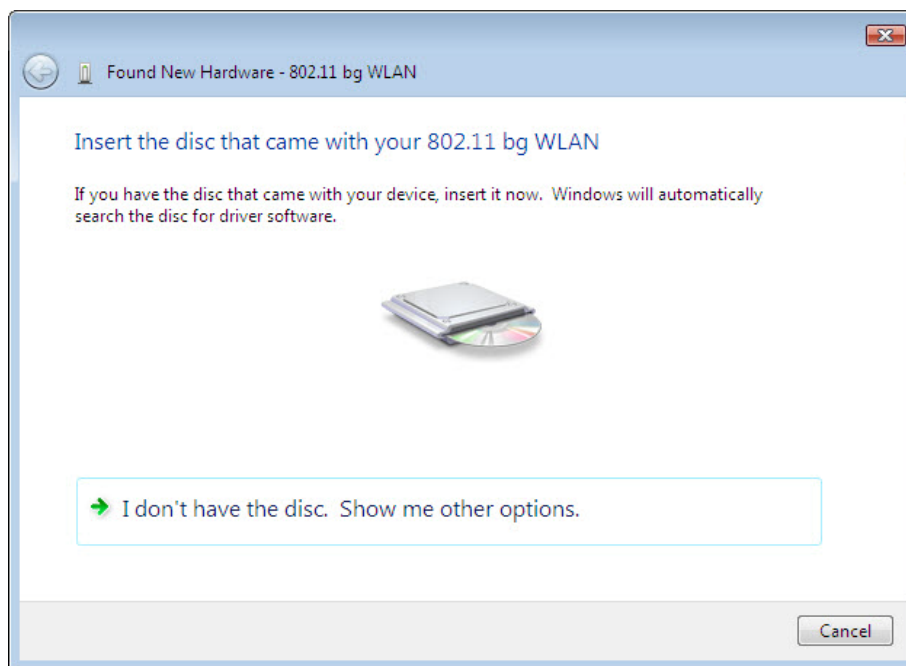 Found New Hardware - 802.11 bg WLAN
Insert the disc that came with your 802.11 bg WLAN
If you have the disc that came with your device, insert it now.  Windows will automatically
search the disc for driver software.
I don't have the disc.  Show me other options.
Cancel